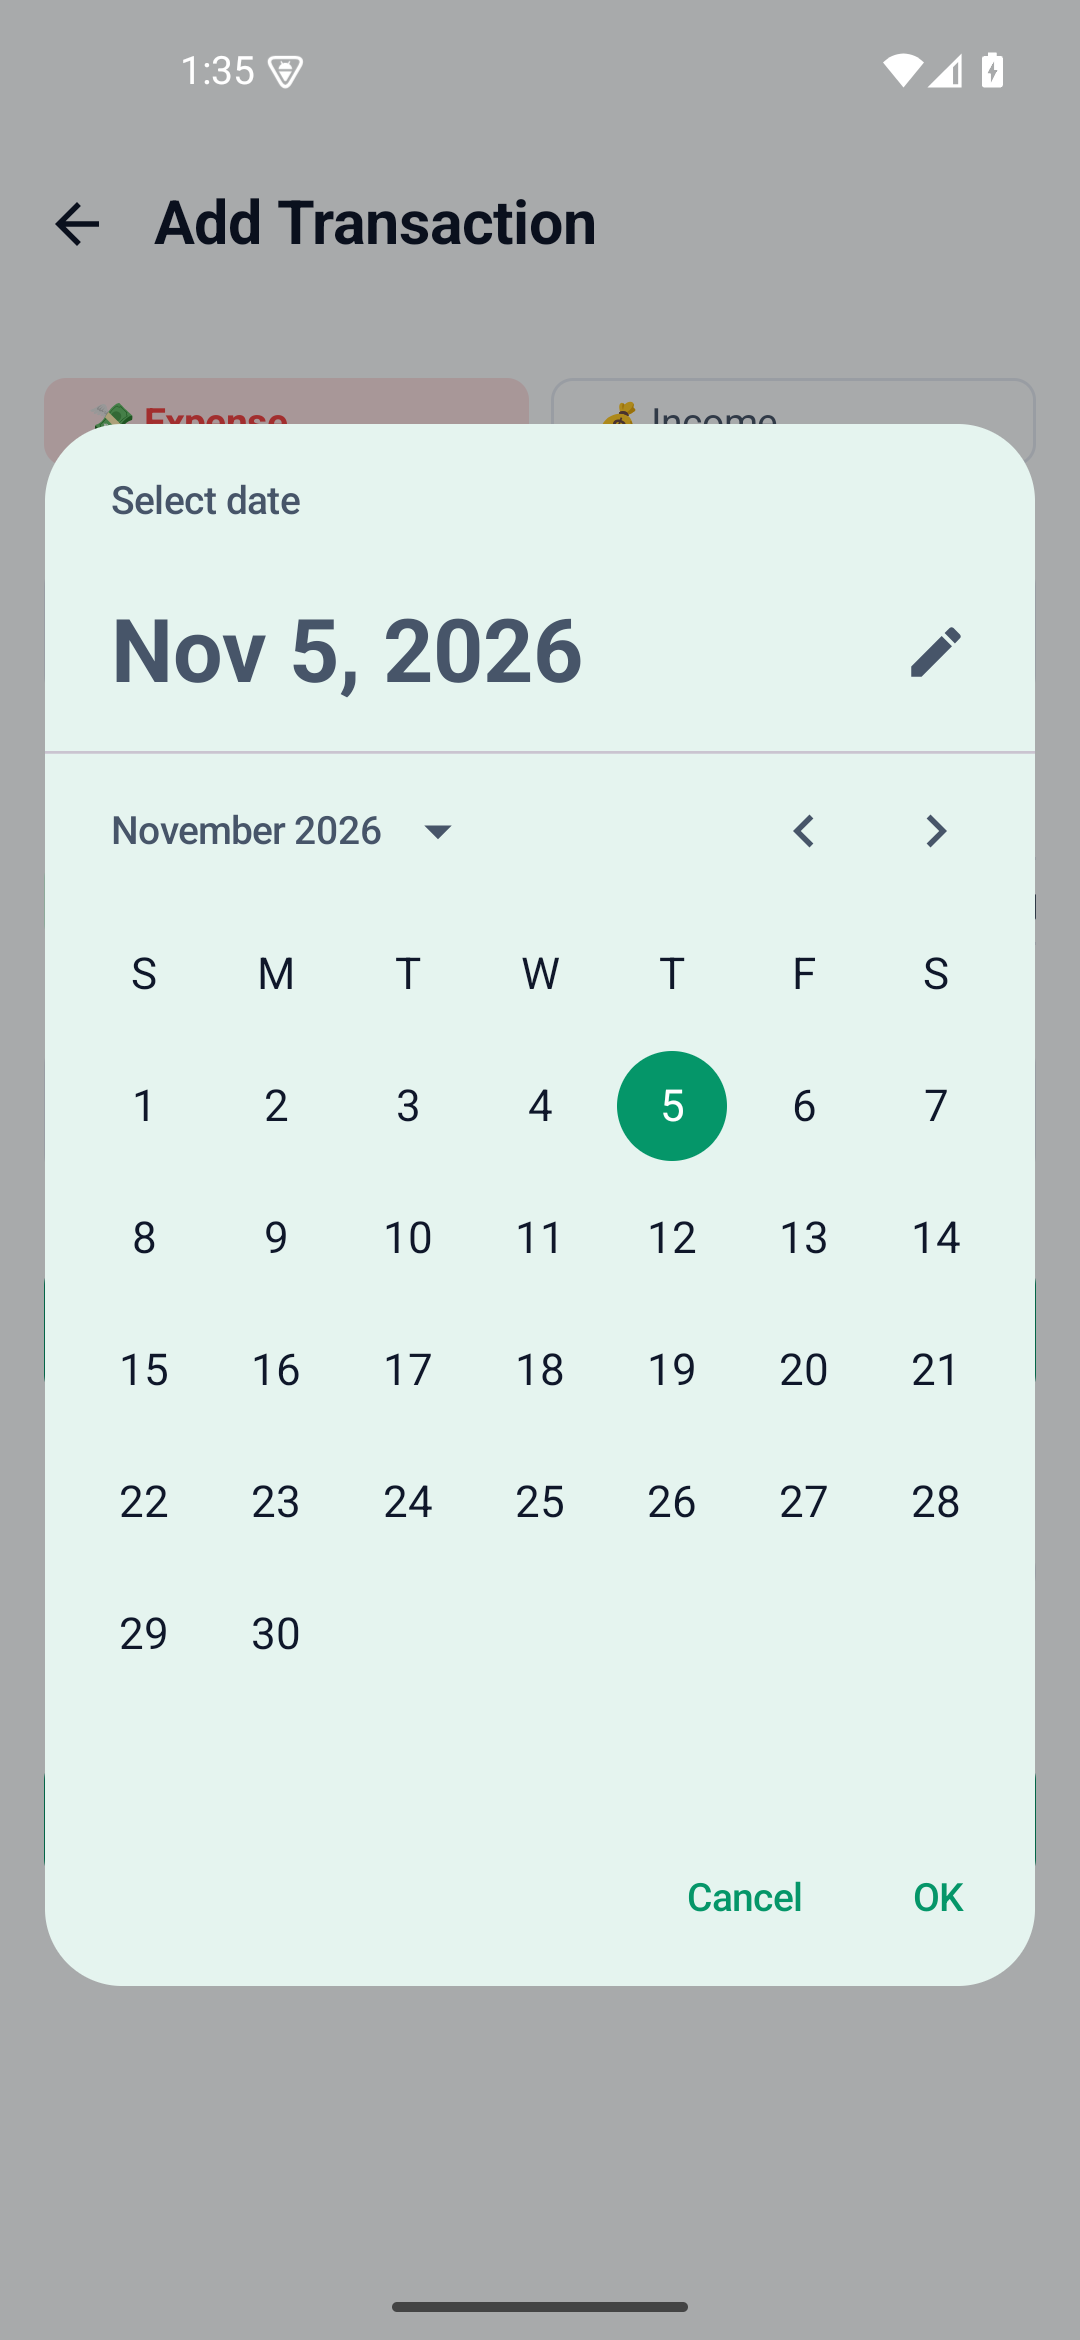 1:35
Add Transaction
Expense
Income
Select date
Nov 5, 2026
November 2026
S M T W T F S
1 2 3 4 5 6 7
8 9 10 11 12 13 14
15 16 17 18 19 20 21
22 23 24 25 26 27 28
29 30
Cancel OK